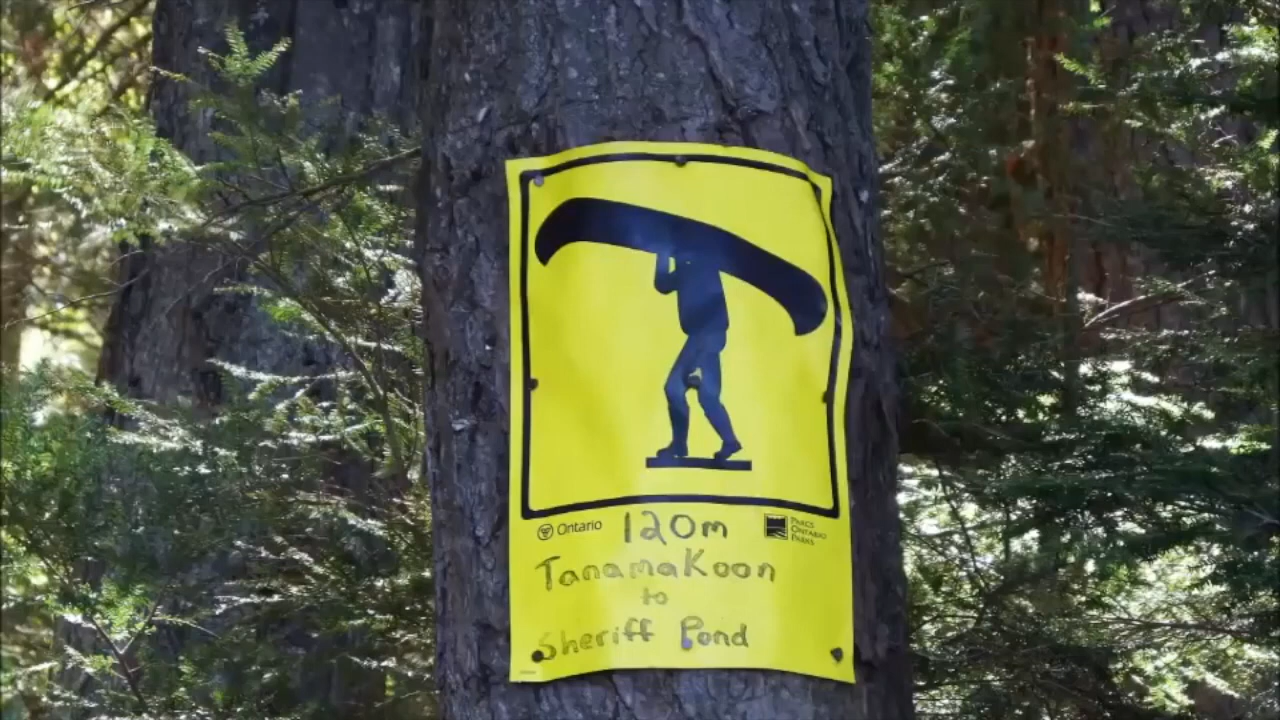 Ontario
120m
PARCS
ONTARIO
PARKS
TanamaKoon
to
Sheriff Pond